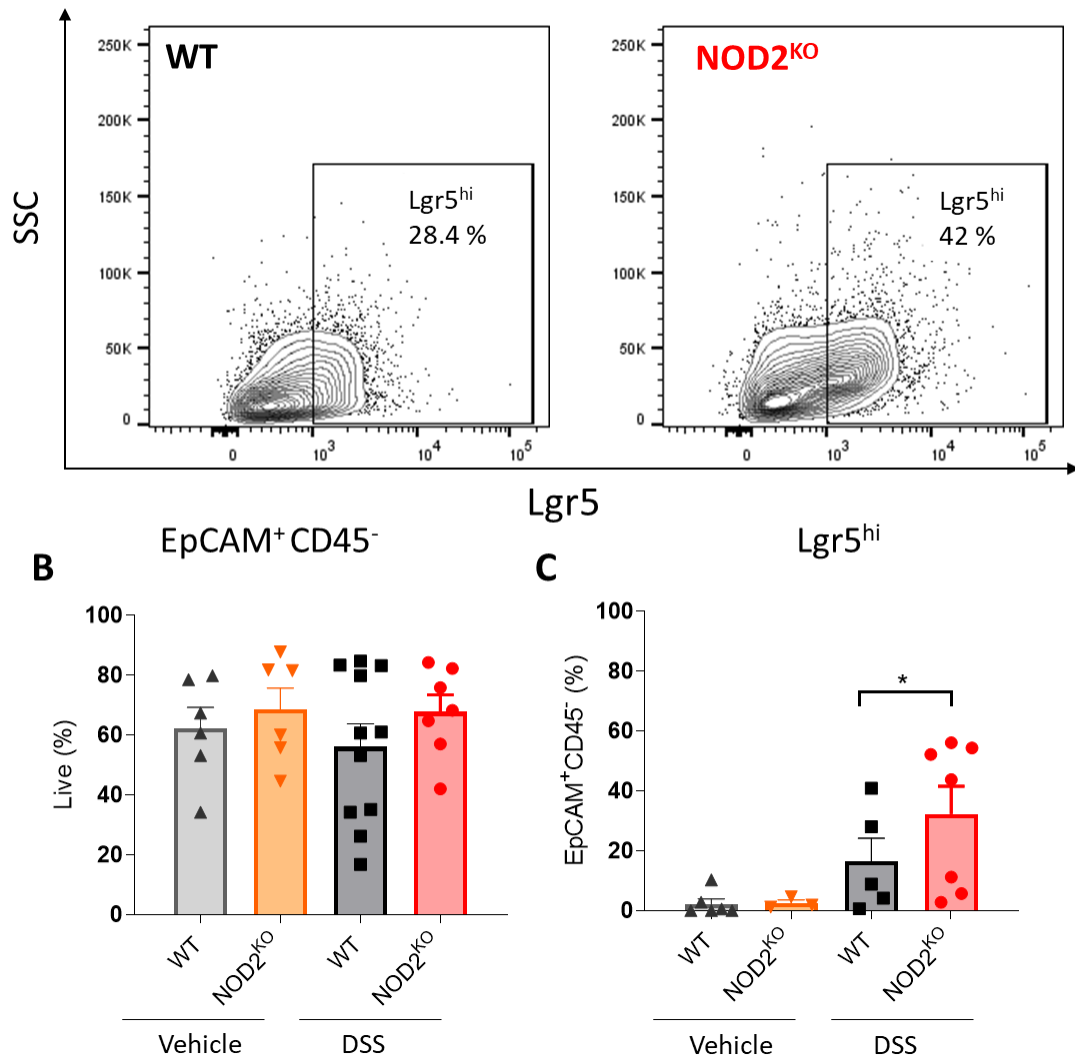 WT
NOD2KO
250K
200K
150K
100K
50K
0
Lgr5hi
28.4 %
0 10³ 10⁴ 10⁵
250K
200K
150K
100K
50K
0
Lgr5hi
42 %
0 10³ 10⁴ 10⁵
SSC
Lgr5
EpCAM⁺ CD45⁻
B
100
80
60
40
20
0
Live (%)
WT
NOD2KO
WT
NOD2KO
Vehicle
DSS
Lgr5hi
C
100
80
60
40
20
0
EpCAM⁺CD45⁻ (%)
*
WT
NOD2KO
WT
NOD2KO
Vehicle
DSS